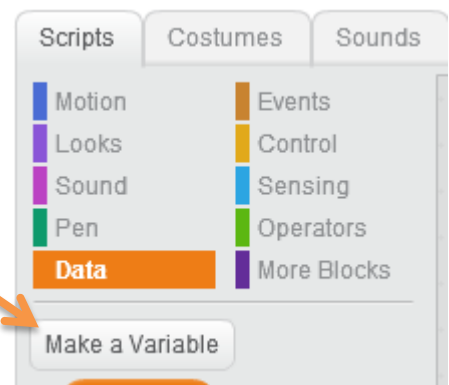 Scripts Costumes Sounds
Motion Events
Looks Control
Sound Sensing
Pen Operators
Data More Blocks
Make a Variable